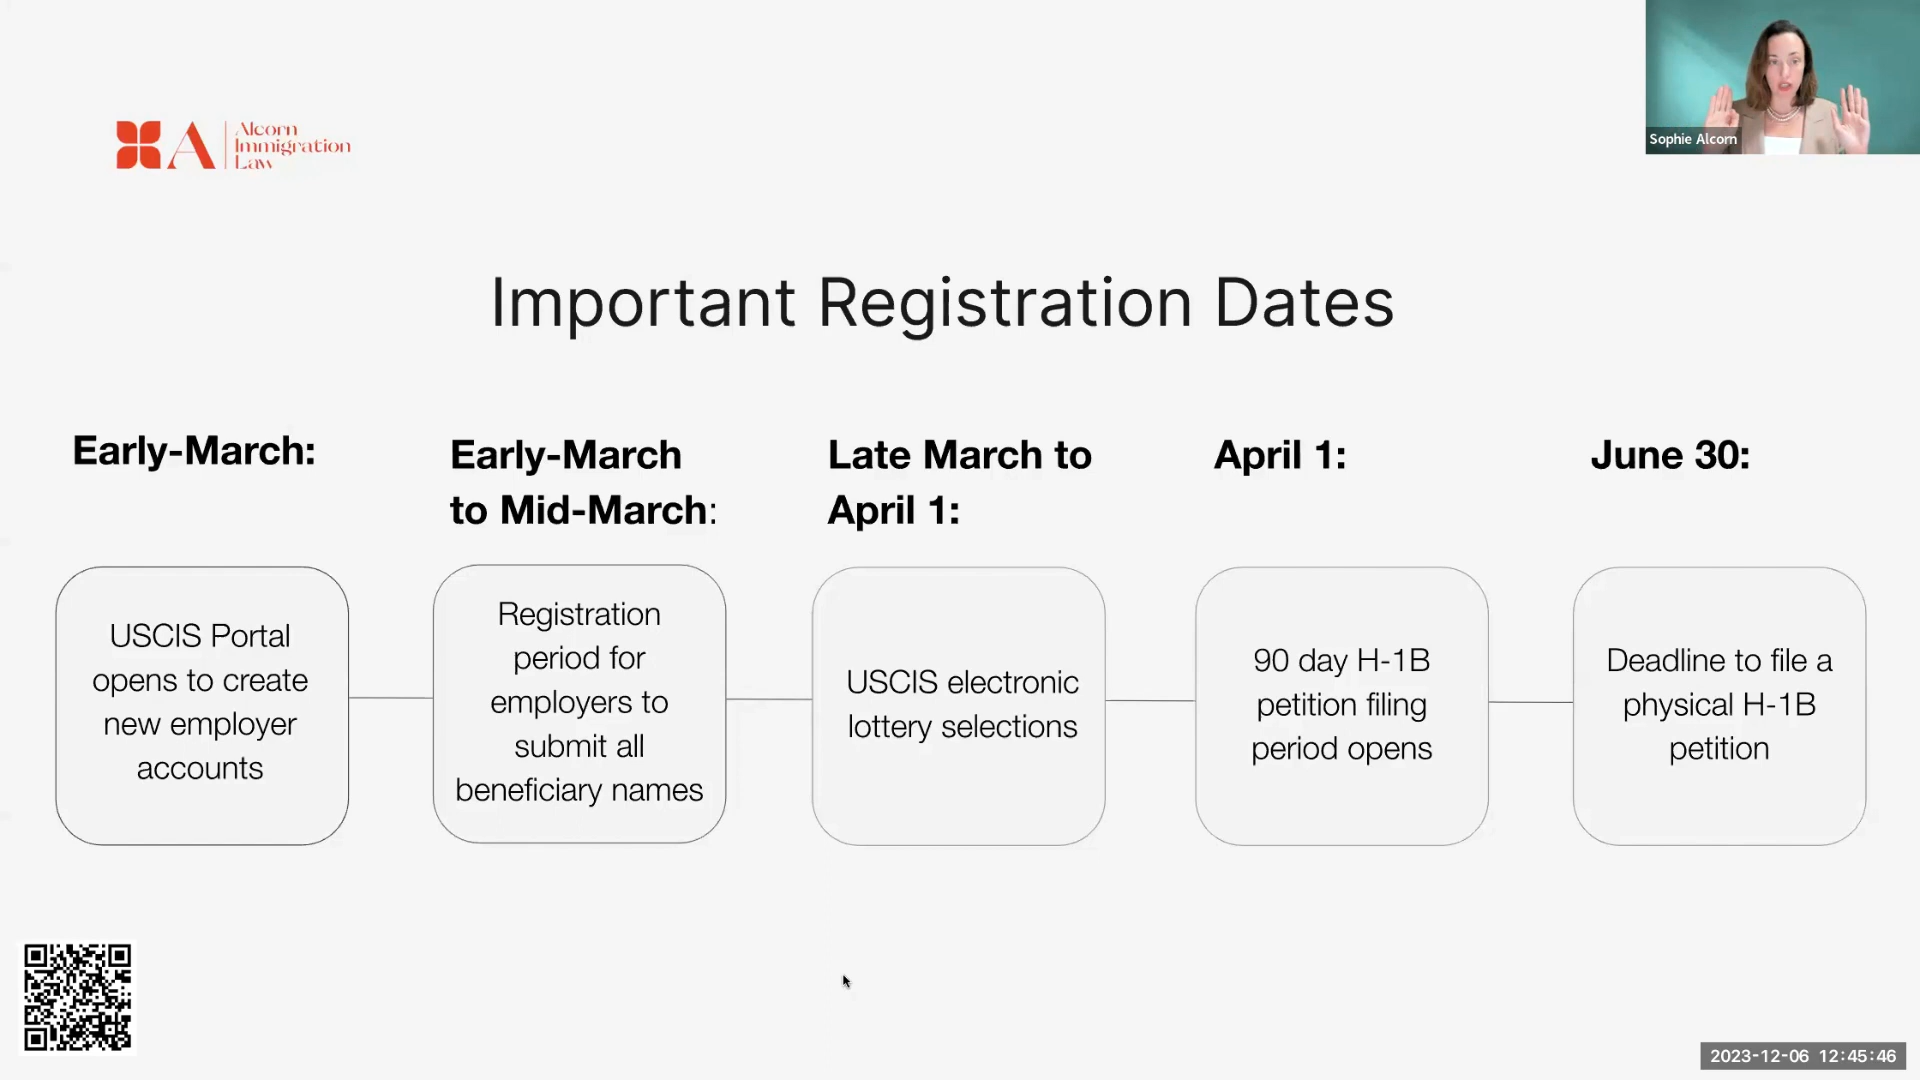 Sophie Alcorn
A
Alcorn
Immigration
Law
Important Registration Dates
Early-March:
USCIS Portal
opens to create
new employer
accounts
Early-March
to Mid-March:
Registration
period for
employers to
submit all
beneficiary names
Late March to
April 1:
USCIS electronic
lottery selections
April 1:
90 day H-1B
petition filing
period opens
June 30:
Deadline to file a
physical H-1B
petition
2023-12-06 12:45:46